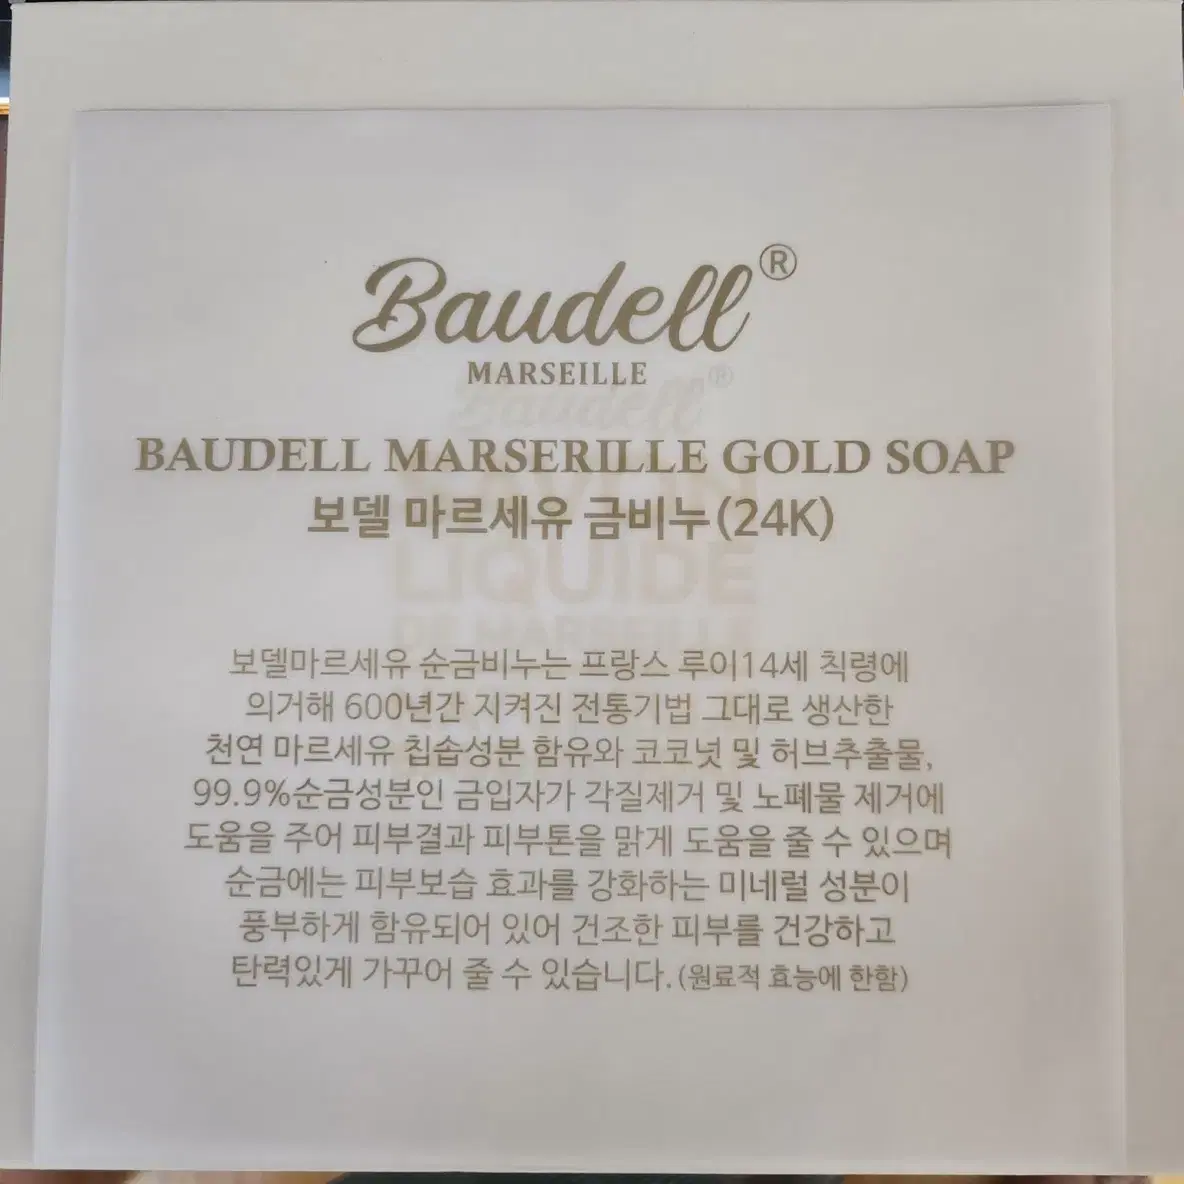 Baudell®
MARSEILLE
Baudell®
BAUDELL MARSERILLE GOLD SOAP
SAVON
보델 마르세유 금비누(24K)
LIQUIDE
DE MARSEILLE
보델마르세유 순금비누는 프랑스 루이14세 칙령에
의거해 600년간 지켜진 전통기법 그대로 생산한
천연 마르세유 칩솝성분 함유와 코코넛 및 허브추출물,
99.9%순금성분인 금입자가 각질제거 및 노폐물 제거에
도움을 주어 피부결과 피부톤을 맑게 도움을 줄 수 있으며
순금에는 피부보습 효과를 강화하는 미네럴 성분이
풍부하게 함유되어 있어 건조한 피부를 건강하고
탄력있게 가꾸어 줄 수 있습니다.(원료적 효능에 한함)